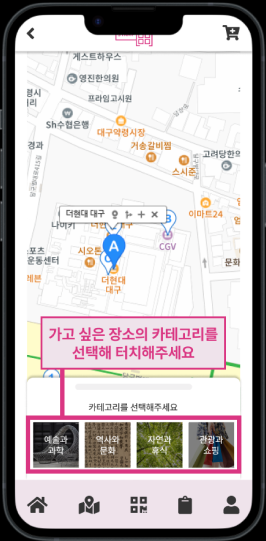 게스트하우스
영진한의원
프라임고시원
경시
Sh수협은행
대구약령시장
경과
거송갈비찜
고려당한의
스시준
이마트24
더현대 대구
B
나이키
CGV
A
시오
포츠
운동센터
레븐
더현대
대구
문화
가고 싶은 장소의 카테고리를
선택해 터치해주세요
카테고리를 선택해주세요
예술과
과학
역사와
문화
자연과
휴식
관광과
쇼핑